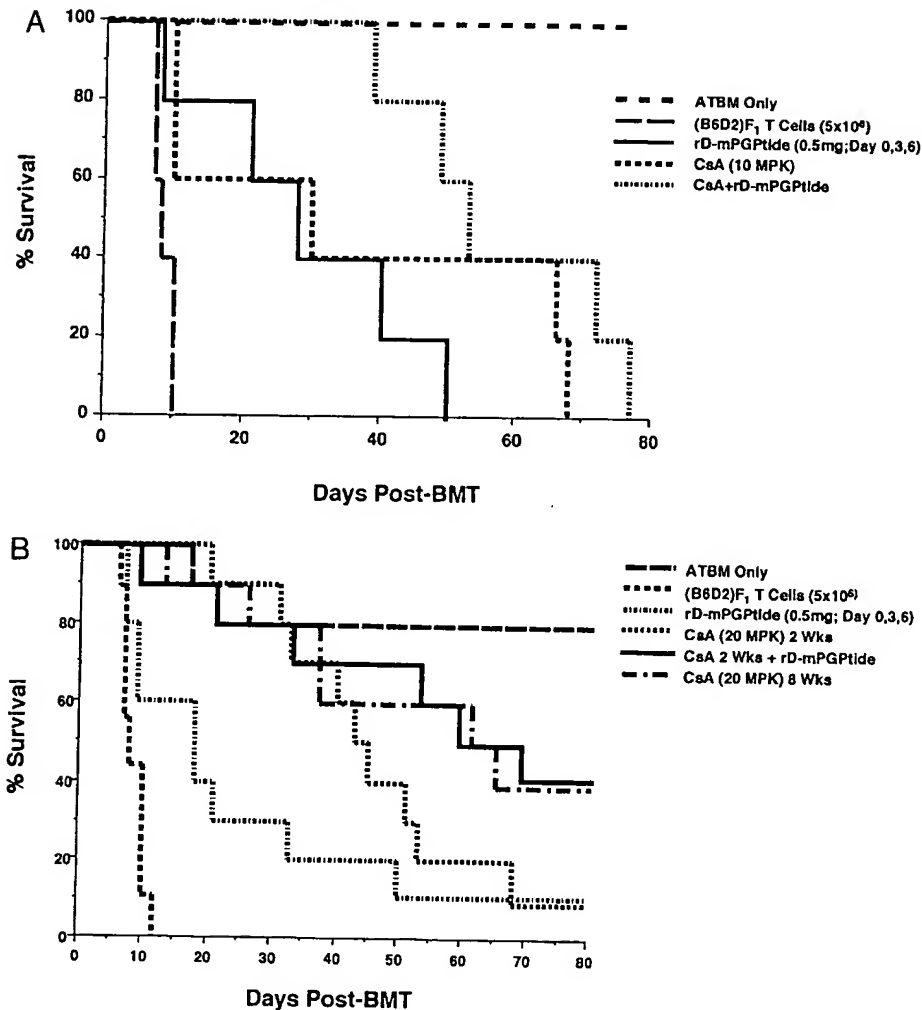 A
% Survival
100
80
60
40
20
0
0 20 40 60 80
Days Post-BMT
ATBM Only
(B6D2)F₁ T Cells (5x10⁶)
rD-mPGPtide (0.5mg;Day 0,3,6)
CsA (10 MPK)
CsA+rD-mPGPtide
B
% Survival
100
80
60
40
20
0
0 10 20 30 40 50 60 70 80
Days Post-BMT
ATBM Only
(B6D2)F₁ T Cells (5x10⁶)
rD-mPGPtide (0.5mg; Day 0,3,6)
CsA (20 MPK) 2 Wks
CsA 2 Wks + rD-mPGPtide
CsA (20 MPK) 8 Wks